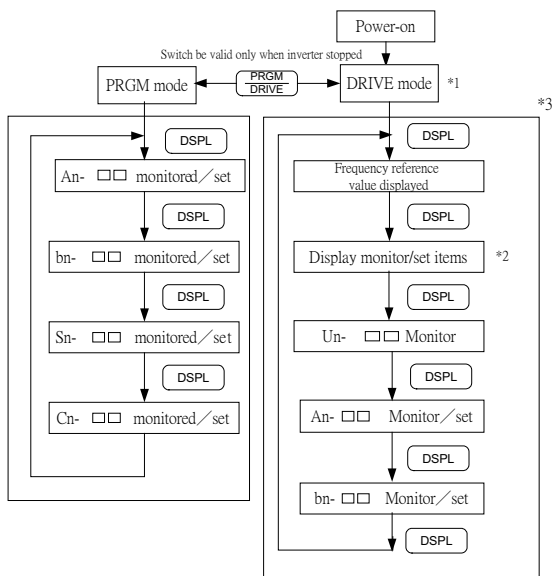 Power-on
Switch be valid only when inverter stopped
PRGM mode
PRGM
DRIVE
DRIVE mode
*1
*3
DSPL
An- □□ monitored／set
DSPL
bn- □□ monitored／set
DSPL
Sn- □□ monitored／set
DSPL
Cn- □□ monitored／set
DSPL
Frequency reference
value displayed
DSPL
Display monitor/set items
*2
DSPL
Un- □□ Monitor
DSPL
An- □□ Monitor／set
DSPL
bn- □□ Monitor／set
DSPL